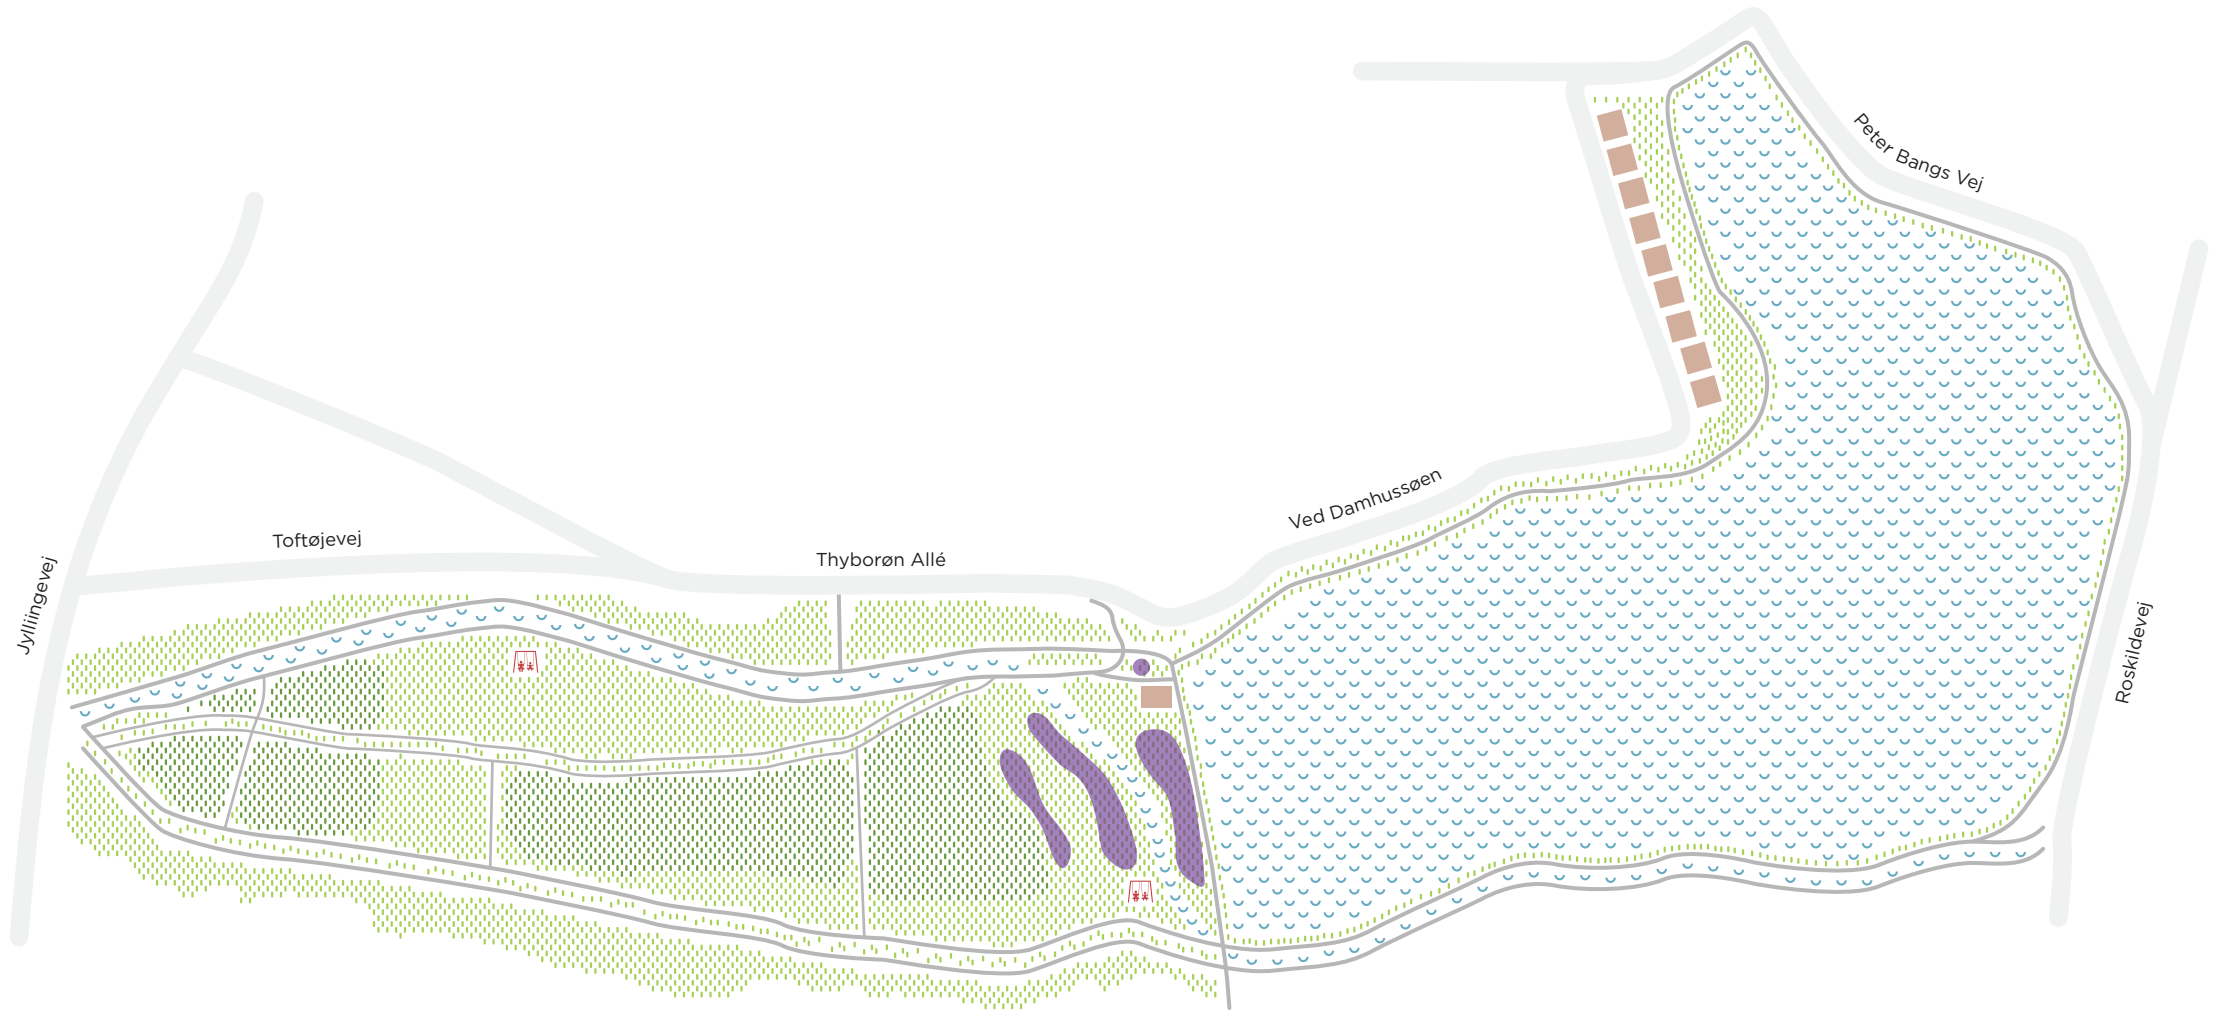 Peter Bangs Vej
Ved Damhussøen
Toftøjevej
Thyborøn Allé
Jyllingevej
Roskildevej